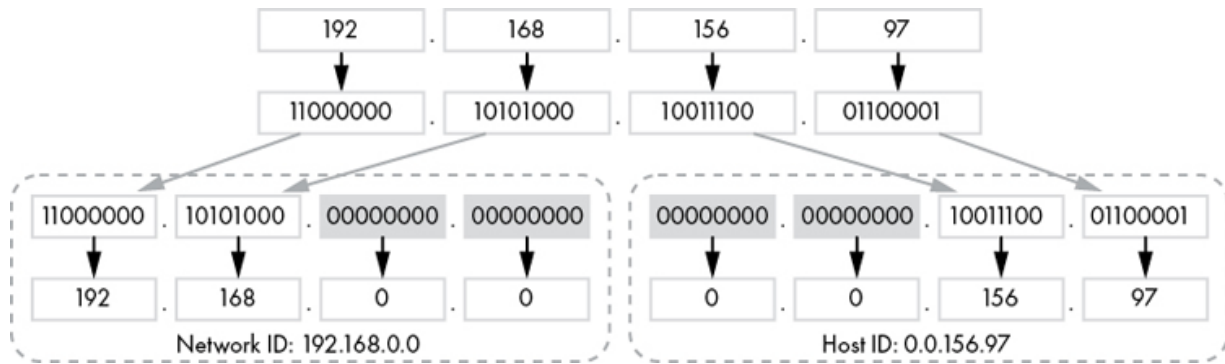 192 . 168 . 156 . 97
11000000 . 10101000 . 10011100 . 01100001
11000000 . 10101000 . 00000000 . 00000000
192 . 168 . 0 . 0
Network ID: 192.168.0.0
00000000 . 00000000 . 10011100 . 01100001
0 . 0 . 156 . 97
Host ID: 0.0.156.97